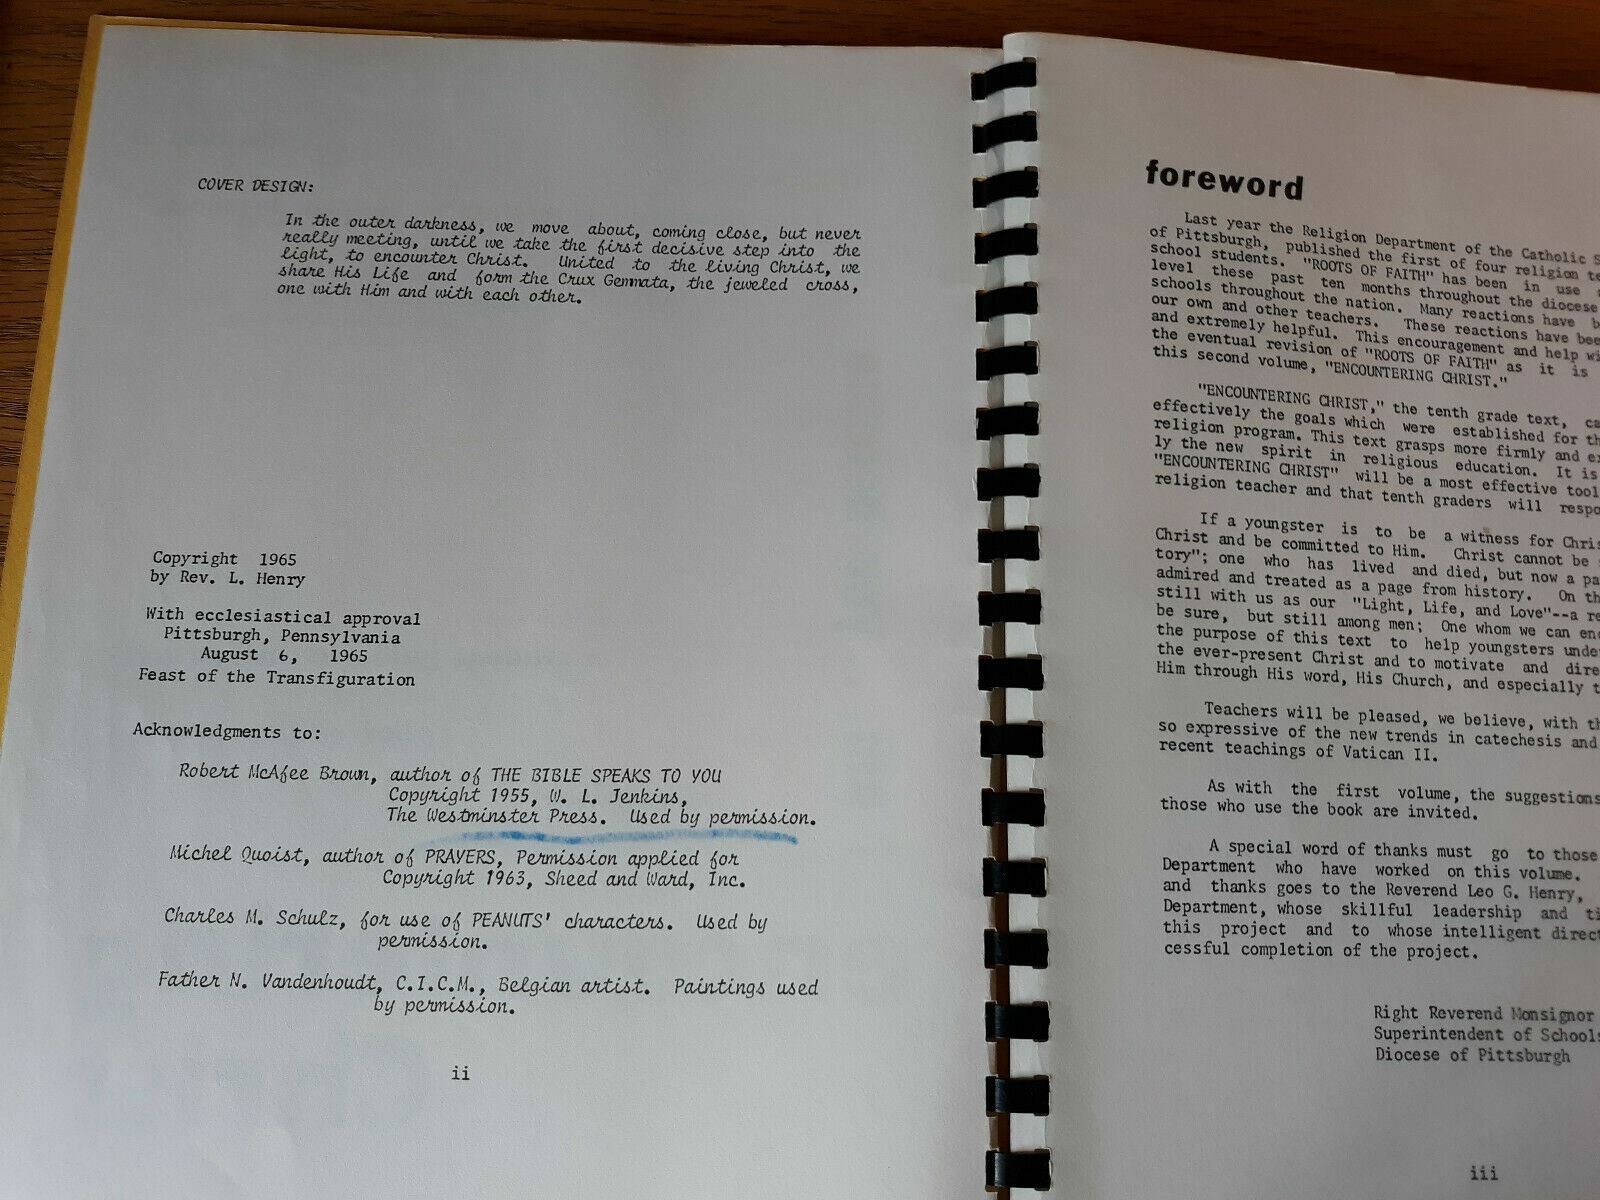 COVER DESIGN:
In the outer darkness, we move about, coming close, but never
really meeting, until we take the first decisive step into the
light, to encounter Christ. United to the living Christ, we
share His Life and form the Crux Gemmata, the jeweled cross,
one with Him and with each other.
Copyright 1965
by Rev. L. Henry
With ecclesiastical approval
Pittsburgh, Pennsylvania
August 6, 1965
Feast of the Transfiguration
Acknowledgments to:
Robert McAfee Brown, author of THE BIBLE SPEAKS TO YOU
Copyright 1955, W. L. Jenkins,
The Westminster Press. Used by permission.
Michel Quoist, author of PRAYERS, Permission applied for
Copyright 1963, Sheed and Ward, Inc.
Charles M. Schulz, for use of PEANUTS' characters. Used by
permission.
Father N. Vandenhoudt, C.I.C.M., Belgian artist. Paintings used
by permission.
ii
foreword
Last year the Religion Department of the Catholic
of Pittsburgh, published the first of four religion
school students. "ROOTS OF FAITH" has been in use
level these past ten months throughout the diocese
schools throughout the nation. Many reactions have
our own and other teachers. These reactions have
and extremely helpful. This encouragement and help
the eventual revision of "ROOTS OF FAITH" as it is
this second volume, "ENCOUNTERING CHRIST."
"ENCOUNTERING CHRIST," the tenth grade text,
effectively the goals which were established for
religion program. This text grasps more firmly and
ly the new spirit in religious education. It is
"ENCOUNTERING CHRIST" will be a most effective tool
religion teacher and that tenth graders will
If a youngster is to be a witness for
Christ and be committed to Him. Christ cannot be
tory"; one who has lived and died, but now a
admired and treated as a page from history. On
still with us as our "Light, Life, and Love"--a
be sure, but still among men; One whom we can
the purpose of this text to help youngsters
the ever-present Christ and to motivate and
Him through His word, His Church, and especially
Teachers will be pleased, we believe, with
so expressive of the new trends in catechesis and
recent teachings of Vatican II.
As with the first volume, the suggestions
those who use the book are invited.
A special word of thanks must go to those
Department who have worked on this volume.
and thanks goes to the Reverend Leo G. Henry,
Department, whose skillful leadership and
this project and to whose intelligent
cessful completion of the project.
Right Reverend Monsignor
Superintendent of Schools
Diocese of Pittsburgh
iii